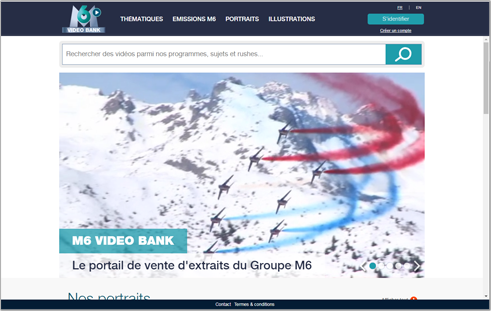 M6
VIDEO BANK
THÉMATIQUES EMISSIONS M6 PORTRAITS ILLUSTRATIONS
FR | EN
S'identifier
Créer un compte
Rechercher des vidéos parmi nos programmes, sujets et rushes...
M6 VIDEO BANK
Le portail de vente d'extraits du Groupe M6
Nos portraits
Contact Termes & conditions